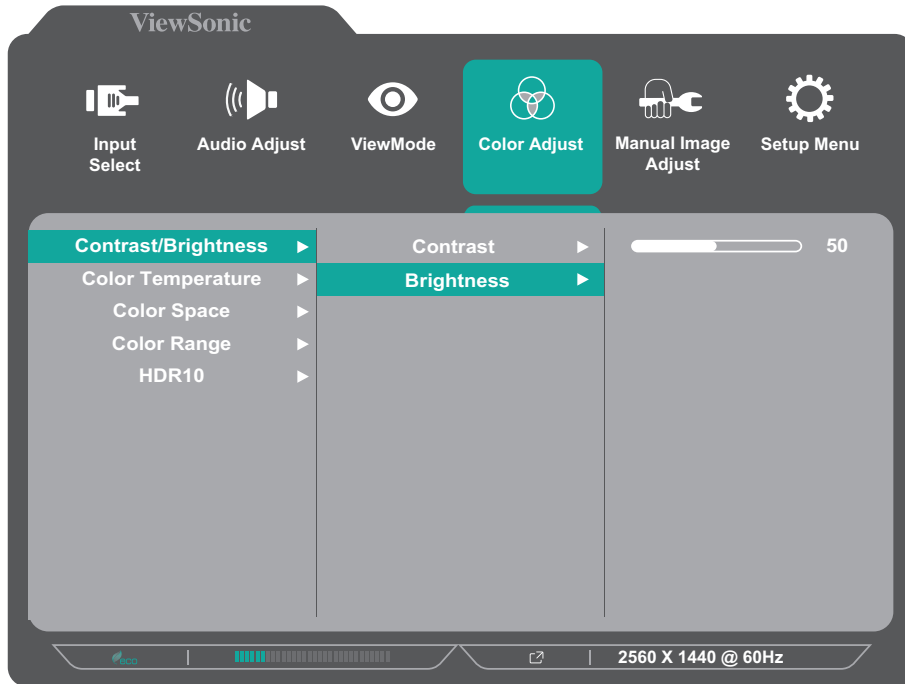 ViewSonic
Input
Select
Audio Adjust
ViewMode
Color Adjust
Manual Image
Adjust
Setup Menu
Contrast/Brightness
Color Temperature
Color Space
Color Range
HDR10
Contrast
Brightness
50
eco
2560 X 1440 @ 60Hz